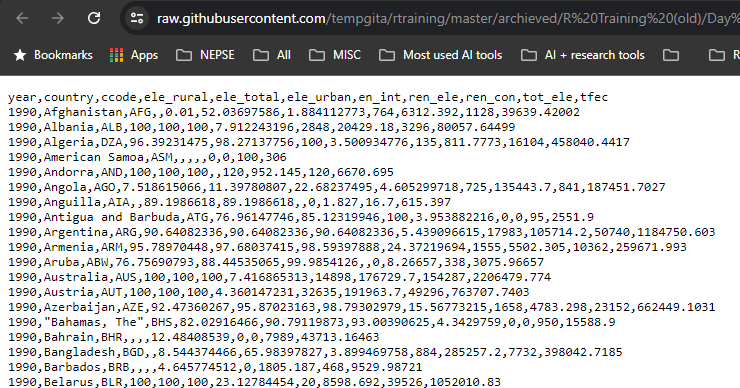 raw.githubusercontent.com/tempgita/rtraining/master/archieved/R%20Training%20(old)/Day%
Bookmarks Apps NEPSE All MISC Most used AI tools AI + research tools R
year,country,ccode,ele_rural,ele_total,ele_urban,en_int,ren_ele,ren_con,tot_ele,tfec
1990,Afghanistan,AFG,,0.01,52.03697586,1.884112773,764,6312.392,1128,39639.42002
1990,Albania,ALB,100,100,100,7.912243196,2848,20429.18,3296,80057.64499
1990,Algeria,DZA,96.39231475,98.27137756,100,3.500934776,135,811.7773,16104,458040.4417
1990,American Samoa,ASM,,,,,0,0,100,306
1990,Andorra,AND,100,100,100,,120,952.145,120,6670.695
1990,Angola,AGO,7.518615066,11.39780807,22.68237495,4.605299718,725,135443.7,841,187451.7027
1990,Anguilla,AIA,,89.1986618,89.1986618,,0,1.827,16.7,615.397
1990,Antigua and Barbuda,ATG,76.96147746,85.12319946,100,3.953882216,0,0,95,2551.9
1990,Argentina,ARG,90.64082336,90.64082336,90.64082336,5.439096615,17983,105714.2,50740,1184750.603
1990,Armenia,ARM,95.78970448,97.68037415,98.59397888,24.37219694,1555,5502.305,10362,259671.993
1990,Aruba,ABW,76.75690793,88.44535065,99.9854126,,0,8.26657,338,3075.96657
1990,Australia,AUS,100,100,100,7.416865313,14898,176729.7,154287,2206479.774
1990,Austria,AUT,100,100,100,4.360147231,32635,191963.7,49296,763707.7403
1990,Azerbaijan,AZE,92.47360267,95.87023163,98.79302979,15.56773215,1658,4783.298,23152,662449.1031
1990,"Bahamas, The",BHS,82.02916466,90.79119873,93.00390625,4.3429759,0,0,950,15588.9
1990,Bahrain,BHR,,,,12.48408539,0,0,7989,43713.16463
1990,Bangladesh,BGD,,8.544374466,65.98397827,3.899469758,884,285257.2,7732,398042.7185
1990,Barbados,BRB,,,,4.645774512,0,1805.187,468,9529.98721
1990,Belarus,BLR,100,100,100,23.12784454,20,8598.692,39526,1052010.83